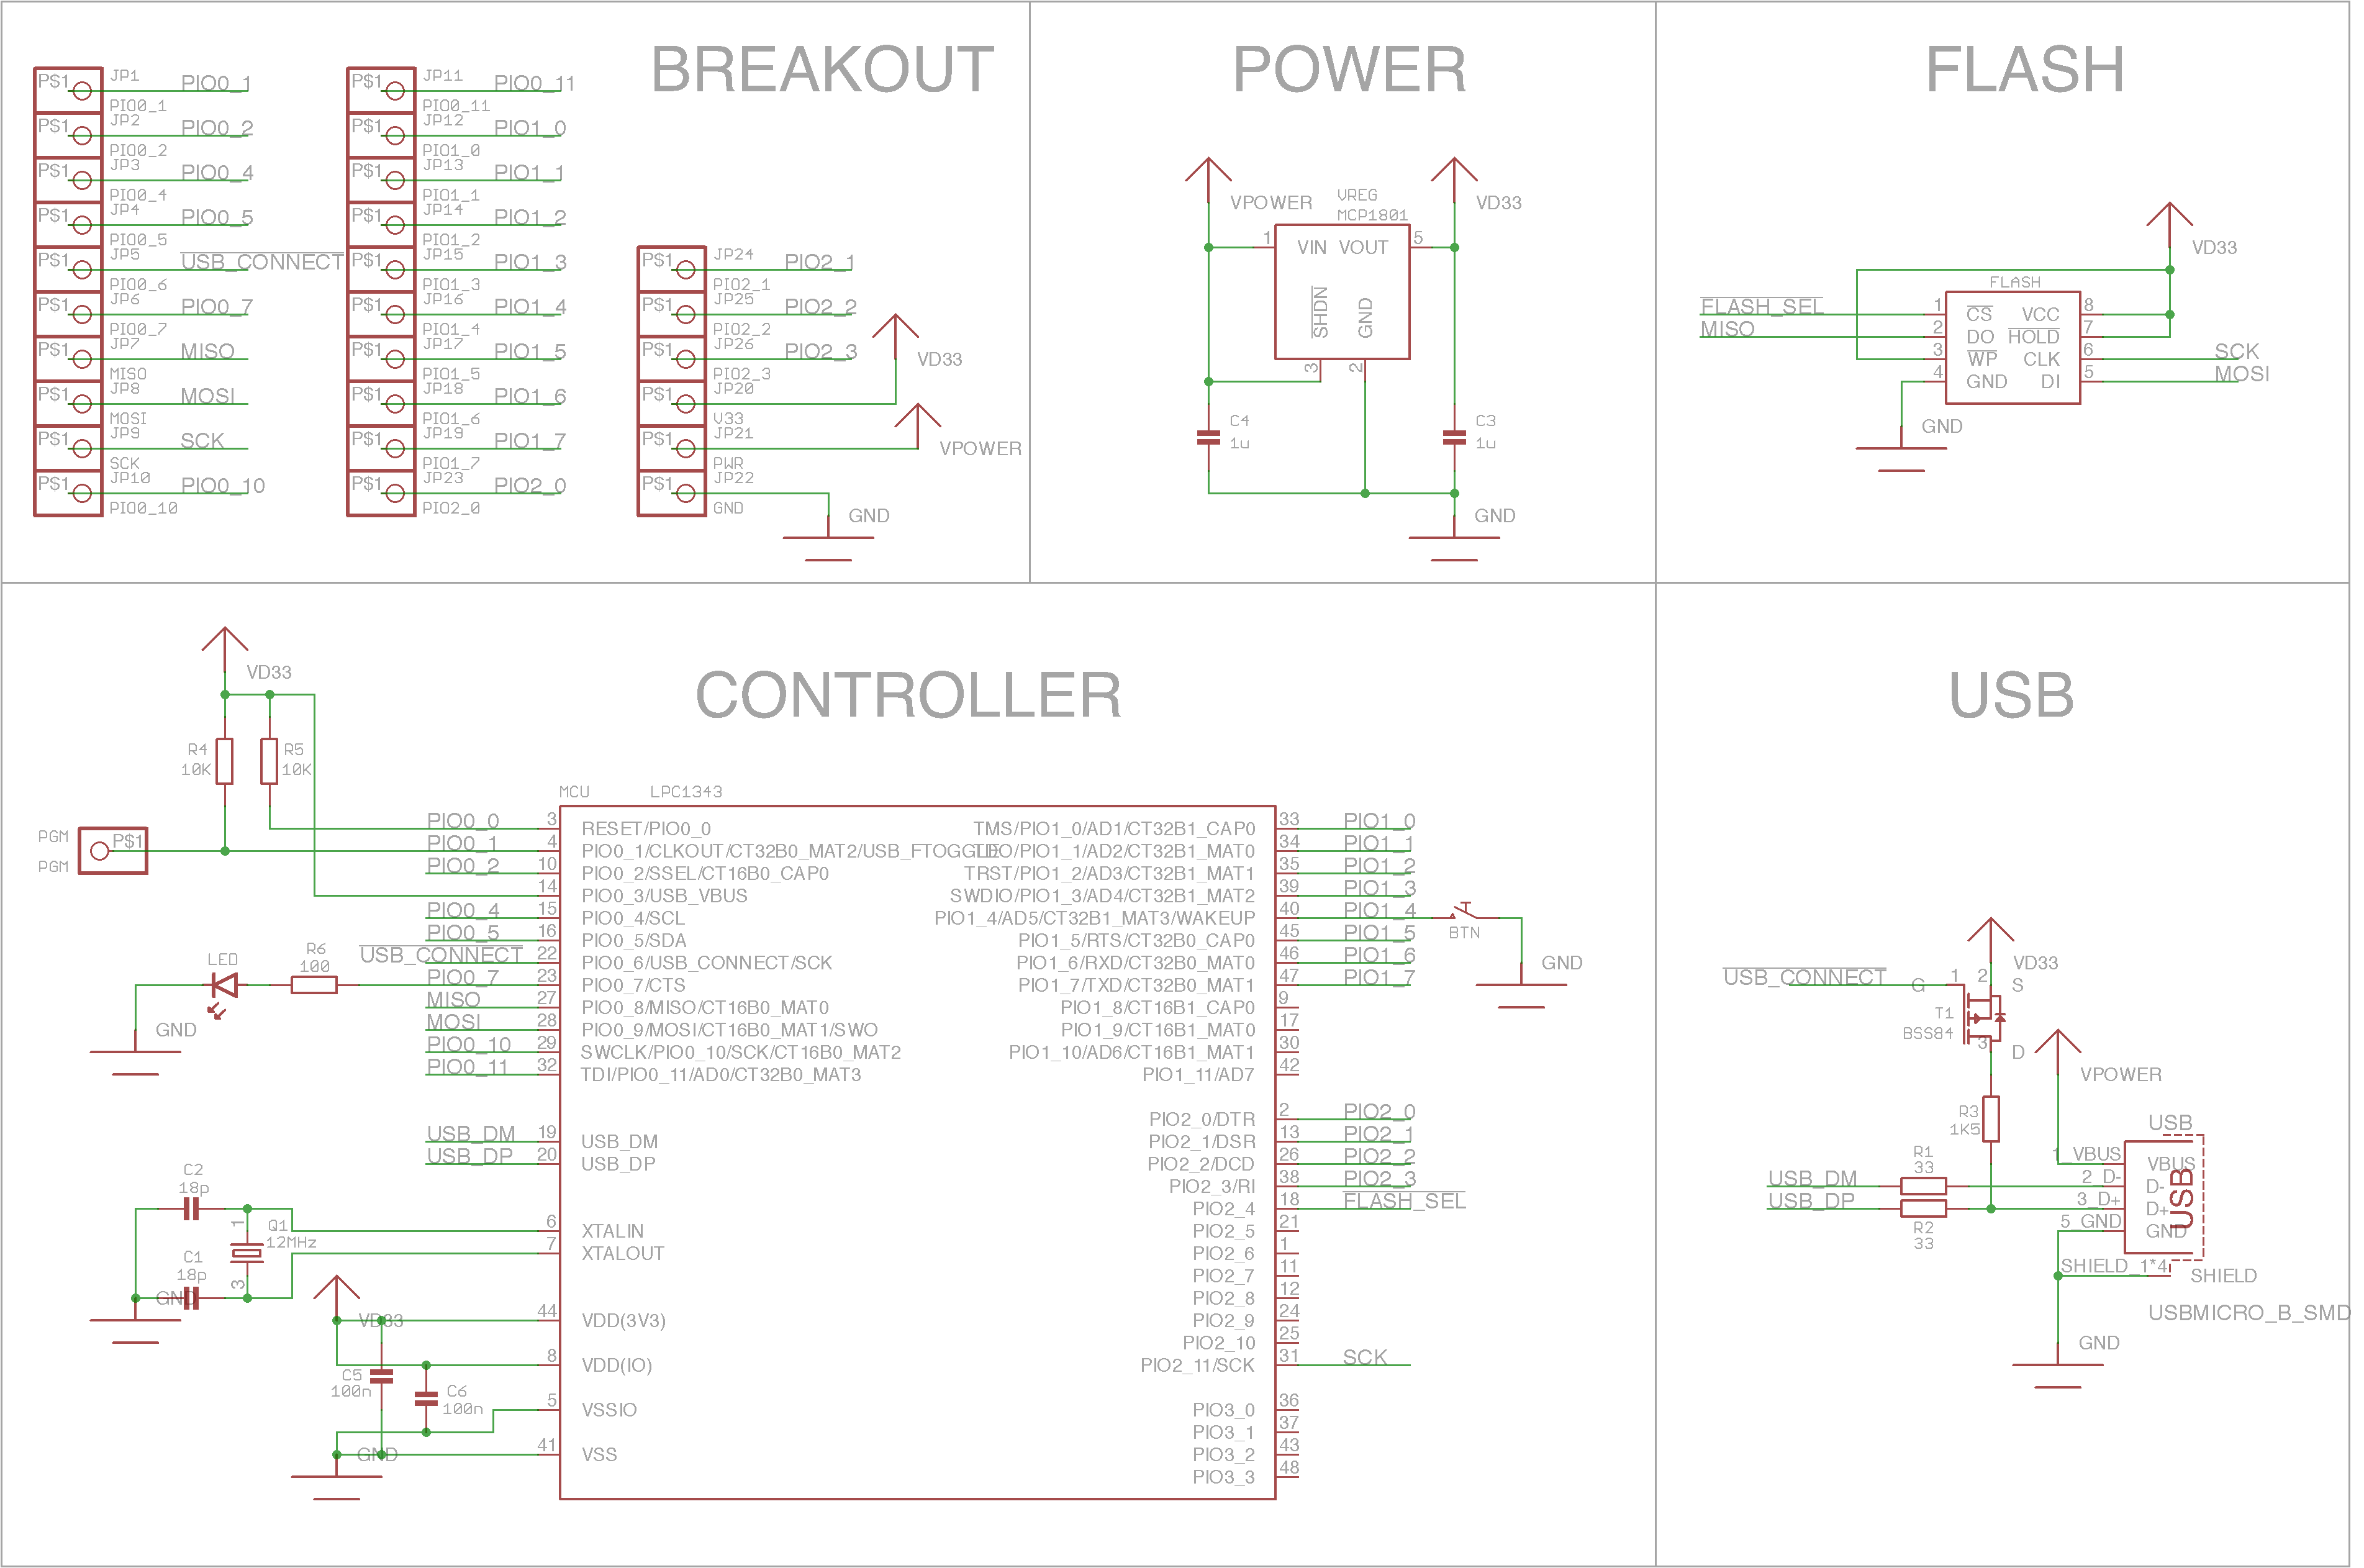 BREAKOUT
P$1 JP1 PIO0_1
PIO0_1
P$1 JP2 PIO0_2
PIO0_2
P$1 JP3 PIO0_4
PIO0_4
P$1 JP4 PIO0_5
PIO0_5
P$1 JP5 USB_CONNECT
PIO0_6
P$1 JP6 PIO0_7
PIO0_7
P$1 JP7 MISO
MISO
P$1 JP8 MOSI
MOSI
P$1 JP9 SCK
SCK
P$1 JP10 PIO0_10
PIO0_10
P$1 JP11 PIO0_11
PIO0_11
P$1 JP12 PIO1_0
PIO1_0
P$1 JP13 PIO1_1
PIO1_1
P$1 JP14 PIO1_2
PIO1_2
P$1 JP15 PIO1_3
PIO1_3
P$1 JP16 PIO1_4
PIO1_4
P$1 JP17 PIO1_5
PIO1_5
P$1 JP18 PIO1_6
PIO1_6
P$1 JP19 PIO1_7
PIO1_7
P$1 JP23 PIO2_0
PIO2_0
P$1 JP24 PIO2_1
PIO2_1
P$1 JP25 PIO2_2
PIO2_2
P$1 JP26 PIO2_3
PIO2_3
VD33
P$1 JP20
V33
P$1 JP21
VPOWER
PWR
P$1 JP22
GND
GND
POWER
VPOWER
VREG
MCP1801
VD33
1 VIN VOUT 5
SHDN
GND
3
2
C4
1u
C3
1u
GND
FLASH
VD33
FLASH
FLASH_SEL 1 CS VCC 8
MISO 2 DO HOLD 7
3 WP CLK 6 SCK
4 GND DI 5 MOSI
GND
CONTROLLER
VD33
R4
10K
R5
10K
PGM
P$1
PGM
MCU LPC1343
PIO0_0 3 RESET/PIO0_0
PIO0_1 4 PIO0_1/CLKOUT/CT32B0_MAT2/USB_FTOGGLE
PIO0_2 10 PIO0_2/SSEL/CT16B0_CAP0
14 PIO0_3/USB_VBUS
PIO0_4 15 PIO0_4/SCL
PIO0_5 16 PIO0_5/SDA
USB_CONNECT 22 PIO0_6/USB_CONNECT/SCK
PIO0_7 23 PIO0_7/CTS
MISO 27 PIO0_8/MISO/CT16B0_MAT0
MOSI 28 PIO0_9/MOSI/CT16B0_MAT1/SWO
PIO0_10 29 SWCLK/PIO0_10/SCK/CT16B0_MAT2
PIO0_11 32 TDI/PIO0_11/AD0/CT32B0_MAT3
LED
R6
100
GND
USB_DM 19 USB_DM
USB_DP 20 USB_DP
C2
18p
1
Q1
12MHz
C1
18p
3
GND
6 XTALIN
7 XTALOUT
VD33
44 VDD(3V3)
8 VDD(IO)
C5
100n
C6
100n
5 VSSIO
GND
41 VSS
TMS/PIO1_0/AD1/CT32B1_CAP0 33 PIO1_0
TDO/PIO1_1/AD2/CT32B1_MAT0 34 PIO1_1
TRST/PIO1_2/AD3/CT32B1_MAT1 35 PIO1_2
SWDIO/PIO1_3/AD4/CT32B1_MAT2 39 PIO1_3
PIO1_4/AD5/CT32B1_MAT3/WAKEUP 40 PIO1_4
PIO1_5/RTS/CT32B0_CAP0 45 PIO1_5
PIO1_6/RXD/CT32B0_MAT0 46 PIO1_6
PIO1_7/TXD/CT32B0_MAT1 47 PIO1_7
PIO1_8/CT16B1_CAP0 9
PIO1_9/CT16B1_MAT0 17
PIO1_10/AD6/CT16B1_MAT1 30
PIO1_11/AD7 42
BTN
GND
PIO2_0/DTR 2 PIO2_0
PIO2_1/DSR 13 PIO2_1
PIO2_2/DCD 26 PIO2_2
PIO2_3/RI 38 PIO2_3
PIO2_4 18 FLASH_SEL
PIO2_5 21
PIO2_6 1
PIO2_7 11
PIO2_8 12
PIO2_9 24
PIO2_10 25
PIO2_11/SCK 31 SCK
PIO3_0 36
PIO3_1 37
PIO3_2 43
PIO3_3 48
USB
USB_CONNECT G 1 2 S
VD33
T1
BSS84
3 D
VPOWER
R3
1K5
USB
1_VBUS VBUS
USB_DM R1
33
2_D- D-
USB_DP R2
33
3_D+ D+
5_GND GND
USB
SHIELD_1*4 SHIELD
USBMICRO_B_SMD
GND